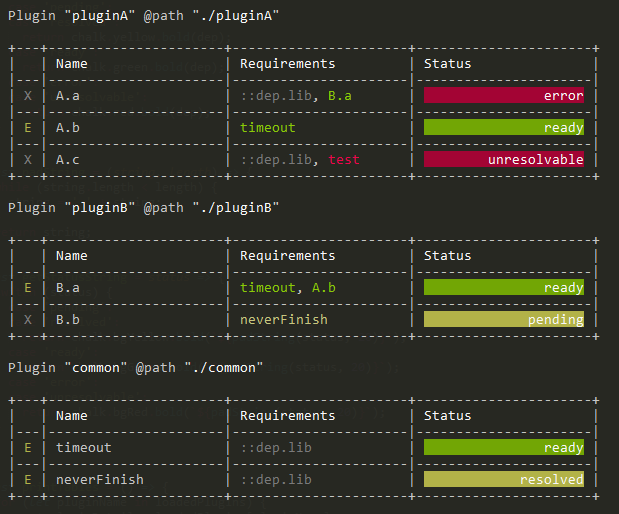 Plugin "pluginA" @path "./pluginA"
+---+----------------------+----------------------+----------------------+
|   | Name                 | Requirements         | Status               |
|---|----------------------|----------------------|----------------------|
| X | A.a                  | ::dep.lib, B.a       |                error |
|---|----------------------|----------------------|----------------------|
| E | A.b                  | timeout              |                ready |
|---|----------------------|----------------------|----------------------|
| X | A.c                  | ::dep.lib, test      |         unresolvable |
+---+----------------------+----------------------+----------------------+
Plugin "pluginB" @path "./pluginB"
+---+----------------------+----------------------+----------------------+
|   | Name                 | Requirements         | Status               |
|---|----------------------|----------------------|----------------------|
| E | B.a                  | timeout, A.b         |                ready |
|---|----------------------|----------------------|----------------------|
| X | B.b                  | neverFinish          |              pending |
+---+----------------------+----------------------+----------------------+
Plugin "common" @path "./common"
+---+----------------------+----------------------+----------------------+
|   | Name                 | Requirements         | Status               |
|---|----------------------|----------------------|----------------------|
| E | timeout              | ::dep.lib            |                ready |
|---|----------------------|----------------------|----------------------|
| E | neverFinish          | ::dep.lib            |             resolved |
+---+----------------------+----------------------+----------------------+